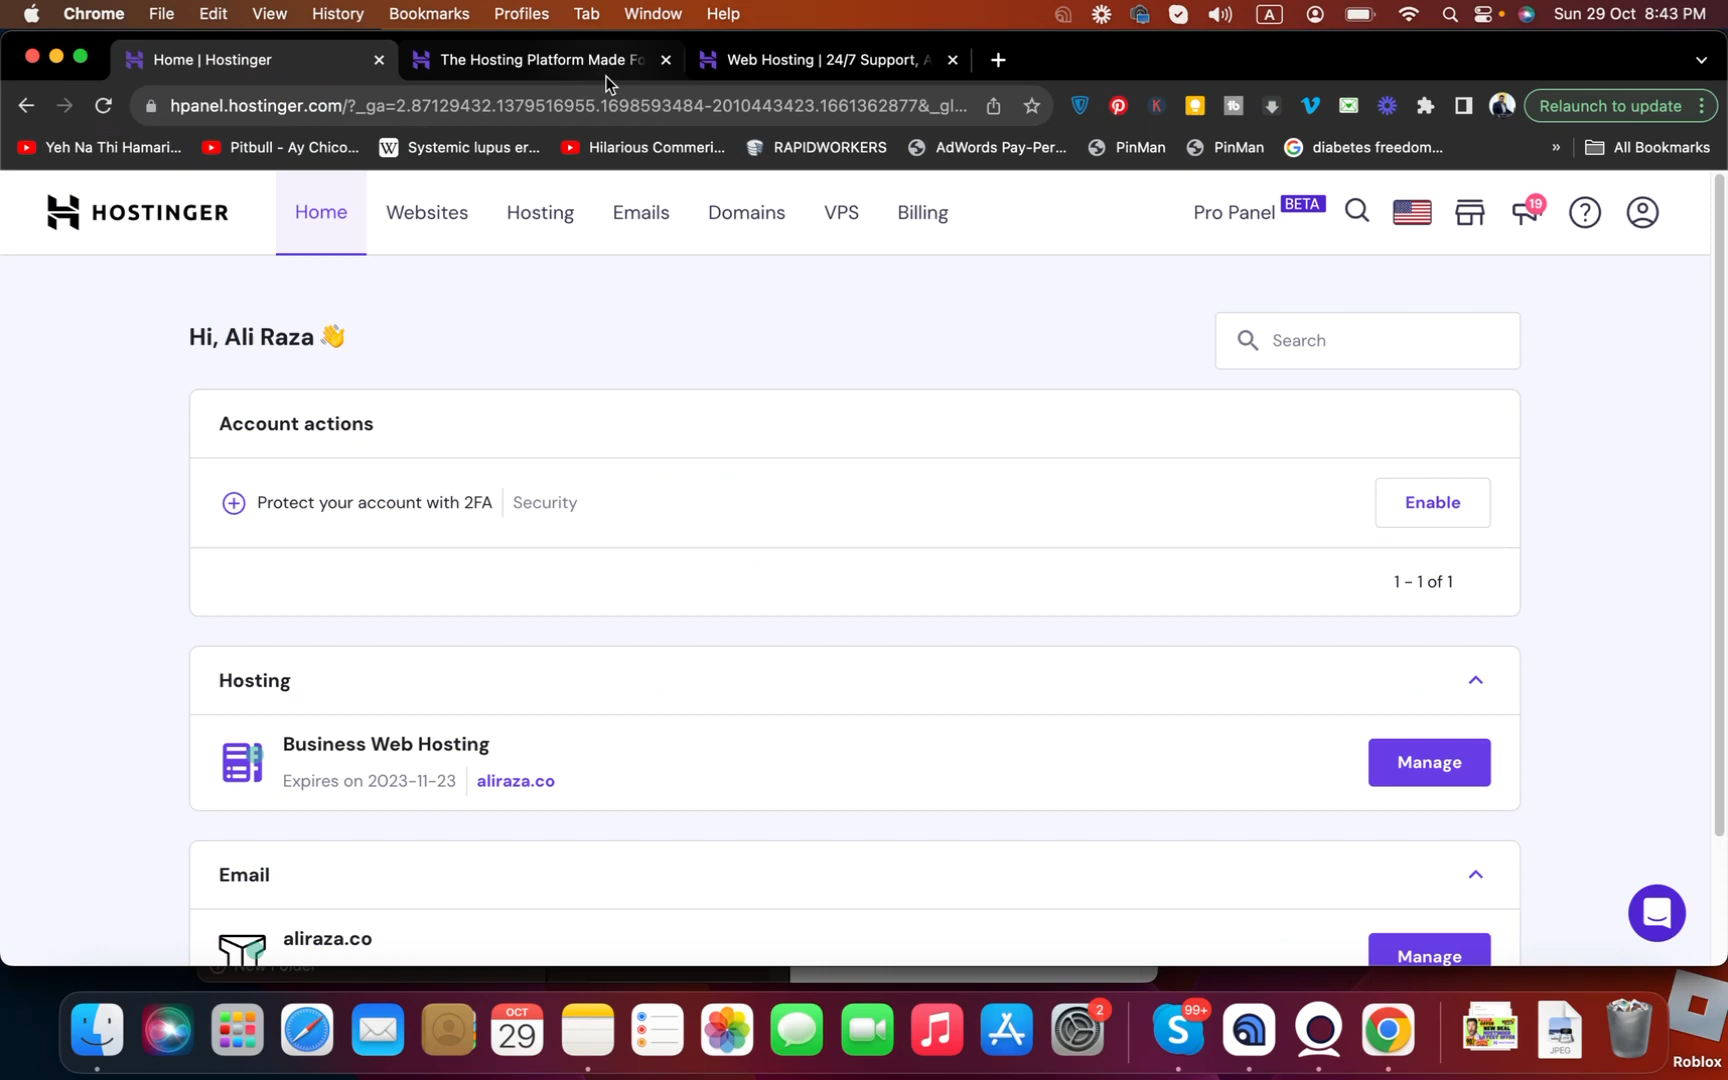 Chrome File Edit View History Bookmarks Profiles Tab Window Help A Sun 29 Oct 8:43 PM
Home | Hostinger The Hosting Platform Made Fo Web Hosting | 24/7 Support, A
hpanel.hostinger.com/?_ga=2.87129432.1379516955.1698593484-2010443423.1661362877&_gl... K tb Relaunch to update
Yeh Na Thi Hamari... Pitbull - Ay Chico... W Systemic lupus er... Hilarious Commeri... RAPIDWORKERS AdWords Pay-Per... PinMan PinMan diabetes freedom... » All Bookmarks
HOSTINGER Home Websites Hosting Emails Domains VPS Billing Pro Panel BETA 19
Hi, Ali Raza 👋
Search
Account actions
Protect your account with 2FA Security Enable
1 - 1 of 1
Hosting
Business Web Hosting
Expires on 2023-11-23 aliraza.co
Manage
Email
aliraza.co
Manage
New Folder
OCT
29
2
99+
JPEG
Roblox